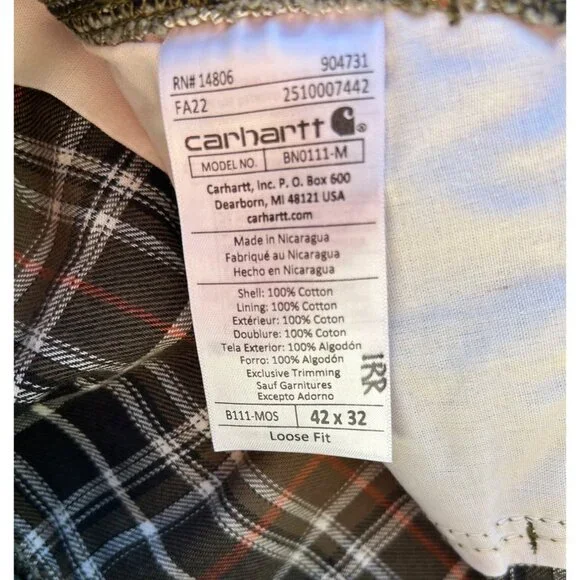 RN# 14806 904731
FA22 2510007442
carhartt ®
MODEL NO. BN0111-M
Carhartt, Inc. P. O. Box 600
Dearborn, MI 48121 USA
carhartt.com
Made in Nicaragua
Fabriqué au Nicaragua
Hecho en Nicaragua
Shell: 100% Cotton
Lining: 100% Cotton
Extérieur: 100% Coton
Doublure: 100% Coton
Tela Exterior: 100% Algodón
Forro: 100% Algodón
Exclusive Trimming
Sauf Garnitures
Excepto Adorno
IRR
B111-MOS 42 x 32
Loose Fit